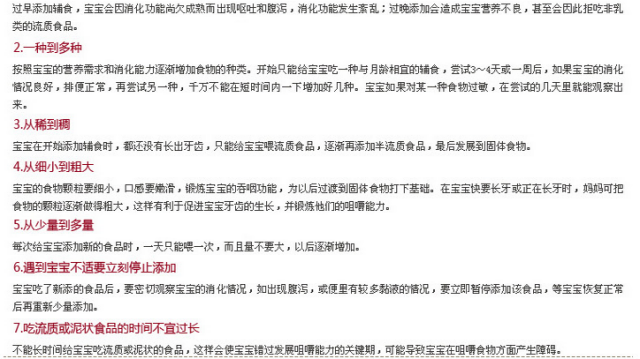 过早添加辅食，宝宝会因消化功能尚欠成熟而出现呕吐和腹泻，消化功能发生紊乱；过晚添加会造成宝宝营养不良，甚至会因此拒吃非乳
类的流质食品。
2.一种到多种
按照宝宝的营养需求和消化能力逐渐增加食物的种类。开始只能给宝宝吃一种与月龄相宜的辅食，尝试3～4天或一周后，如果宝宝的消化
情况良好，排便正常，再尝试另一种，千万不能在短时间内一下增加好几种。宝宝如果对某一种食物过敏，在尝试的几天里就能观察出
来。
3.从稀到稠
宝宝在开始添加辅食时，都还没有长出牙齿，只能给宝宝喂流质食品，逐渐再添加半流质食品，最后发展到固体食物。
4.从细小到粗大
宝宝的食物颗粒要细小，口感要嫩滑，锻炼宝宝的吞咽功能，为以后过渡到固体食物打下基础。在宝宝快要长牙或正在长牙时，妈妈可把
食物的颗粒逐渐做得粗大，这样有利于促进宝宝牙齿的生长，并锻炼他们的咀嚼能力。
5.从少量到多量
每次给宝宝添加新的食品时，一天只能喂一次，而且量不要大，以后逐渐增加。
6.遇到宝宝不适要立刻停止添加
宝宝吃了新添的食品后，要密切观察宝宝的消化情况，如出现腹泻，或便里有较多黏液的情况，要立即暂停添加该食品，等宝宝恢复正常
后再重新少量添加。
7.吃流质或泥状食品的时间不宜过长
不能长时间给宝宝吃流质或泥状的食品，这样会使宝宝错过发展咀嚼能力的关键期，可能导致宝宝在咀嚼食物方面产生障碍。